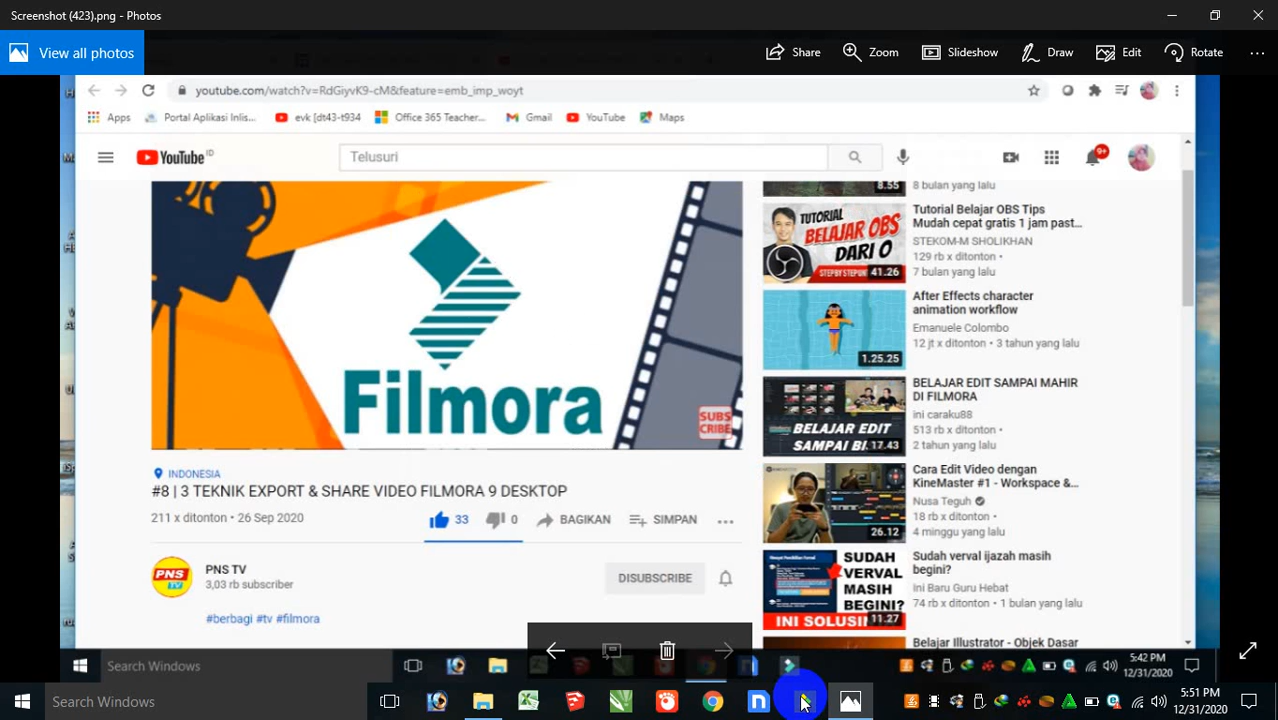 Screenshot (423).png - Photos
View all photos
Share
Zoom
Slideshow
Draw
Edit
Rotate
youtube.com/watch?v=RdGiyvK9-cM&feature=emb_imp_woyt
Apps
Portal Aplikasi Inlis...
evk [dt43-t934
Office 365 Teacher...
Gmail
YouTube
Maps
YouTube ID
Telusuri
9+
Filmora
SUBS
CRIBE
INDONESIA
#8 | 3 TEKNIK EXPORT & SHARE VIDEO FILMORA 9 DESKTOP
211 x ditonton • 26 Sep 2020
33
0
BAGIKAN
SIMPAN
PNS
TV
PNS TV
3,03 rb subscriber
DISUBSCRIBE
#berbagi #tv #filmora
8.55
8 bulan yang lalu
TUTORIAL
BELAJAR OBS
DARI 0
STEP BY STEP UN
41.26
Tutorial Belajar OBS Tips
Mudah cepat gratis 1 jam past...
STEKOM-M SHOLIKHAN
129 rb x ditonton •
7 bulan yang lalu
1.25.25
After Effects character
animation workflow
Emanuele Colombo
12 jt x ditonton • 3 tahun yang lalu
BELAJAR EDIT
SAMPAI BI
17.43
BELAJAR EDIT SAMPAI MAHIR
DI FILMORA
ini caraku88
513 rb x ditonton •
2 tahun yang lalu
26.12
Cara Edit Video dengan
KineMaster #1 - Workspace &...
Nusa Teguh
18 rb x ditonton •
4 minggu yang lalu
SUDAH
VERVAL
MASIH
BEGINI?
INI SOLUSIN
11.27
Sudah verval ijazah masih
begini?
ini Baru Guru Hebat
74 rb x ditonton • 1 bulan yang lalu
Belajar Illustrator - Objek Dasar
Search Windows
5:42 PM
12/31/2020
Search Windows
5:51 PM
12/31/2020